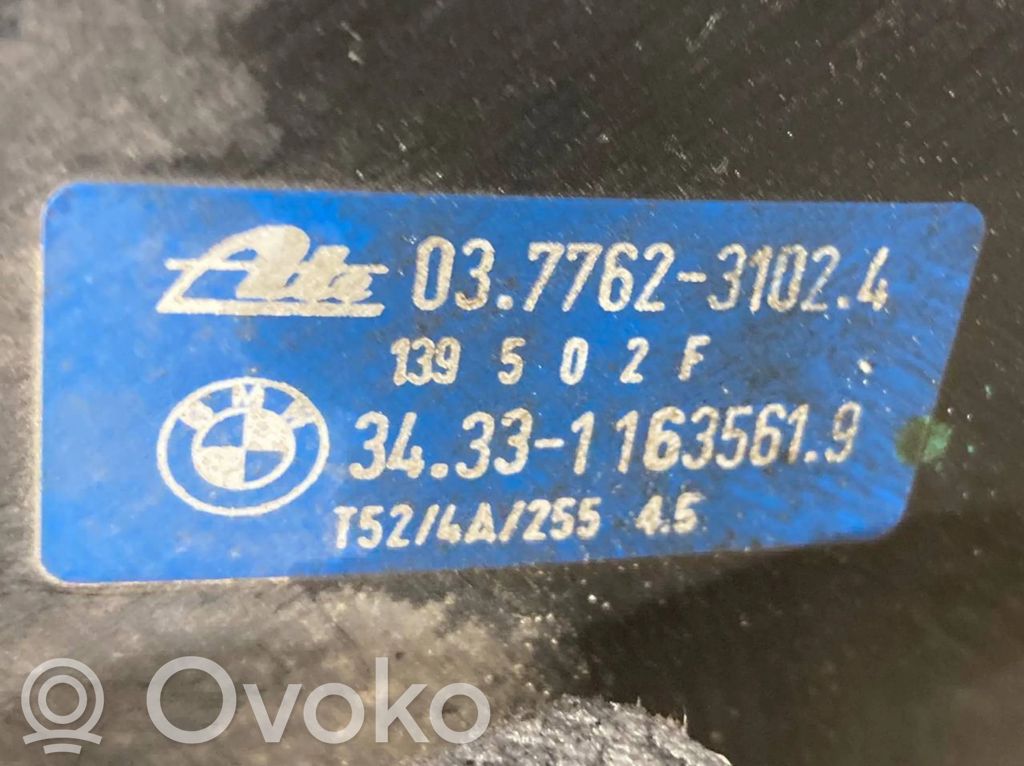 Ate 03.7762-3102.4
139 5 0 2 F
BMW 34.33-1163561.9
T52/4A/255 4.5
Ovoko